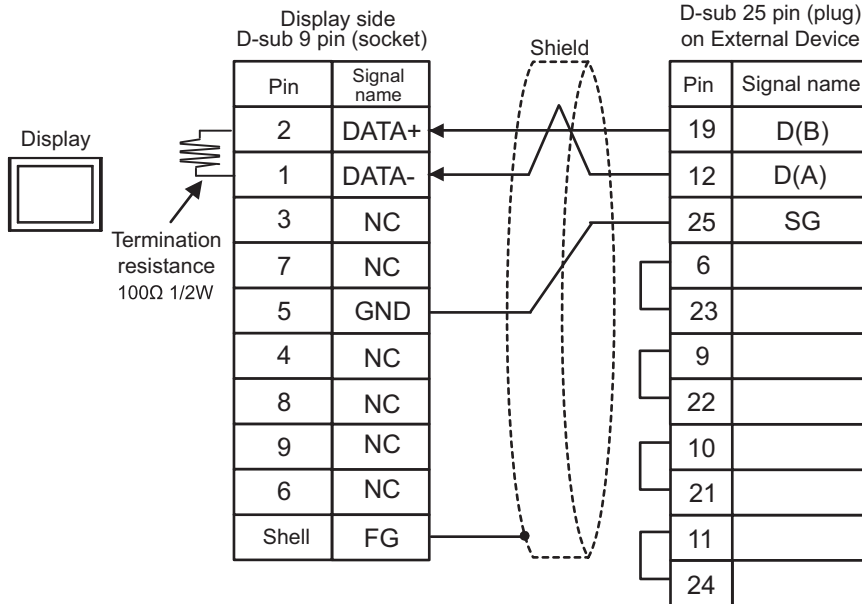 Display side
D-sub 9 pin (socket)
Shield
D-sub 25 pin (plug)
on External Device
Display
Termination
resistance
100Ω 1/2W
Pin Signal name
2 DATA+
1 DATA-
3 NC
7 NC
5 GND
4 NC
8 NC
9 NC
6 NC
Shell FG
Pin Signal name
19 D(B)
12 D(A)
25 SG
6
23
9
22
10
21
11
24